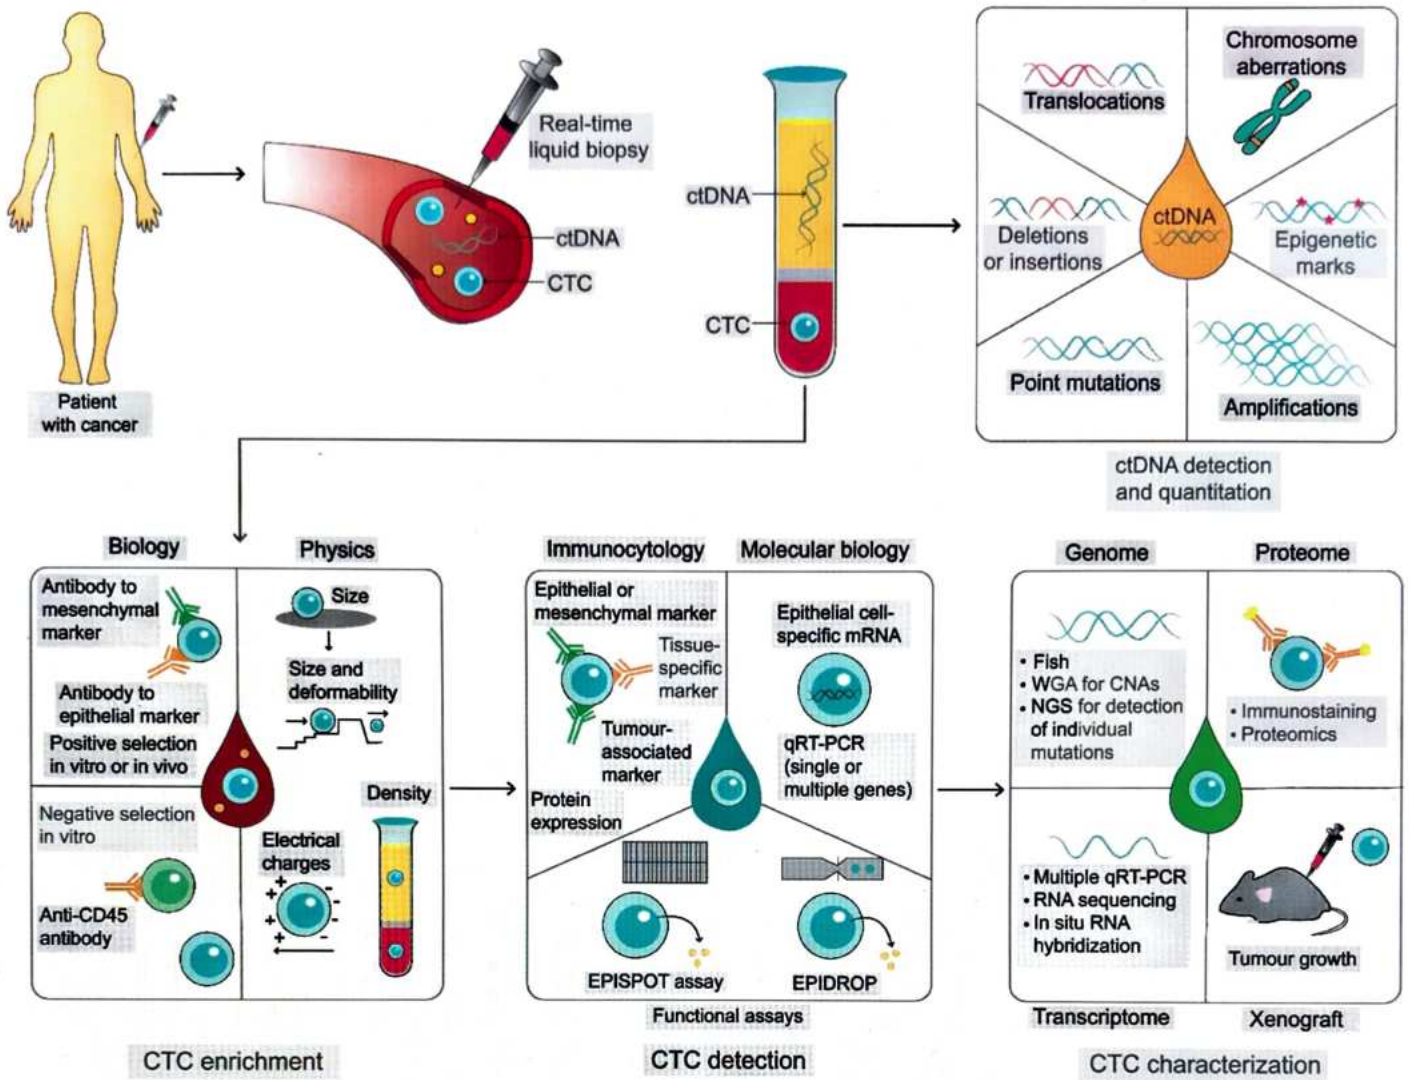 Patient
with cancer
Real-time
liquid biopsy
ctDNA
CTC
ctDNA
CTC
Translocations
Chromosome
aberrations
Deletions
or insertions
ctDNA
Epigenetic
marks
Point mutations
Amplifications
ctDNA detection
and quantitation
Biology
Physics
Antibody to
mesenchymal
marker
Antibody to
epithelial marker
Positive selection
in vitro or in vivo
Negative selection
in vitro
Anti-CD45
antibody
Size
Size and
deformability
Density
Electrical
charges
+ + + + +
- - - -
CTC enrichment
Immunocytology
Molecular biology
Epithelial or
mesenchymal marker
Tissue-
specific
marker
Tumour-
associated
marker
Protein
expression
Epithelial cell-
specific mRNA
qRT-PCR
(single or
multiple genes)
EPISPOT assay
EPIDROP
Functional assays
CTC detection
Genome
Proteome
• Fish
• WGA for CNAs
• NGS for detection
of individual
mutations
• Immunostaining
• Proteomics
• Multiple qRT-PCR
• RNA sequencing
• In situ RNA
hybridization
Tumour growth
Transcriptome
Xenograft
CTC characterization